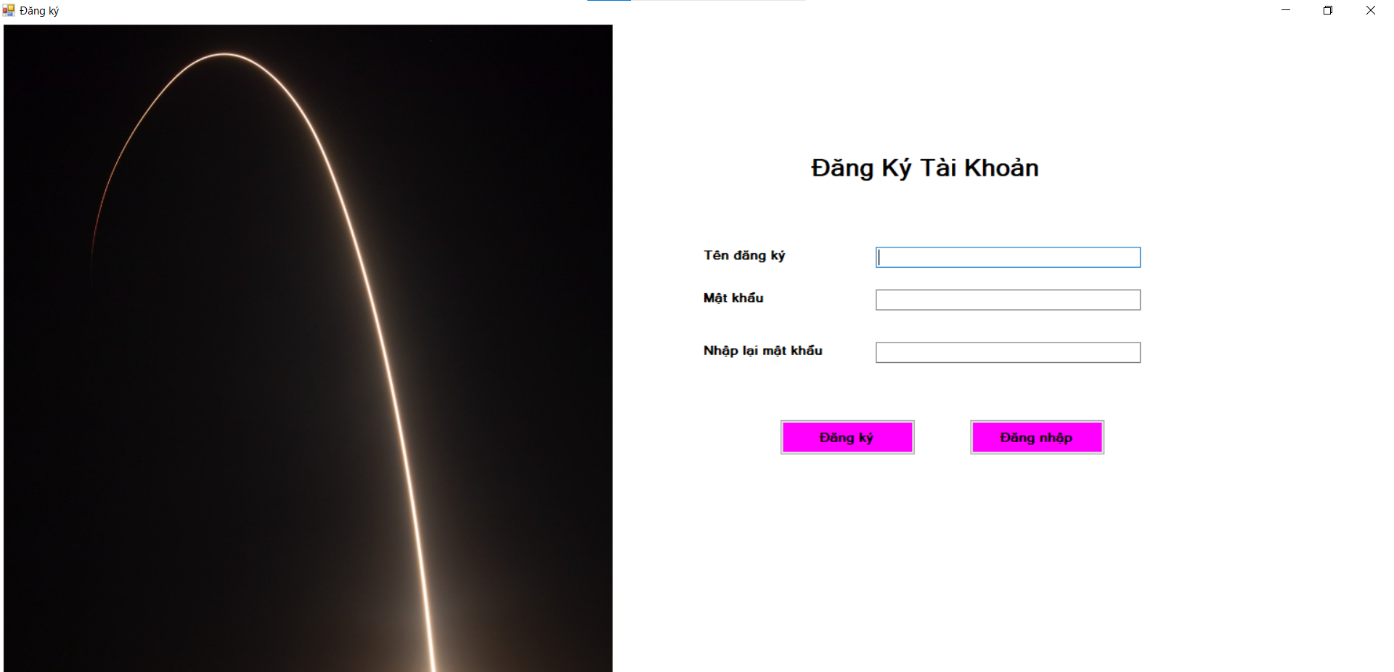 Đăng ký
Đăng Ký Tài Khoản
Tên đăng ký
Mật khẩu
Nhập lại mật khẩu
Đăng ký
Đăng nhập